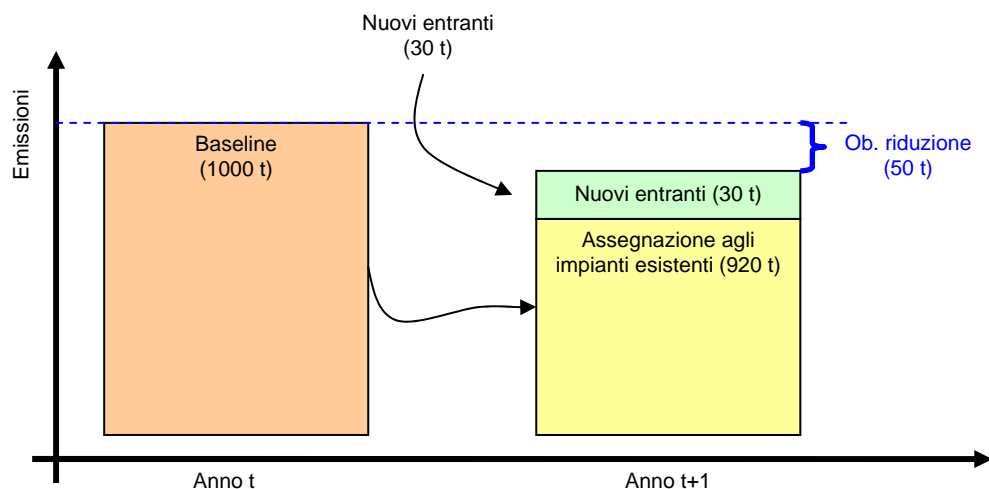 Nuovi entranti
(30 t)
Emissioni
Baseline
(1000 t)
Ob. riduzione
(50 t)
Nuovi entranti (30 t)
Assegnazione agli
impianti esistenti (920 t)
Anno t
Anno t+1